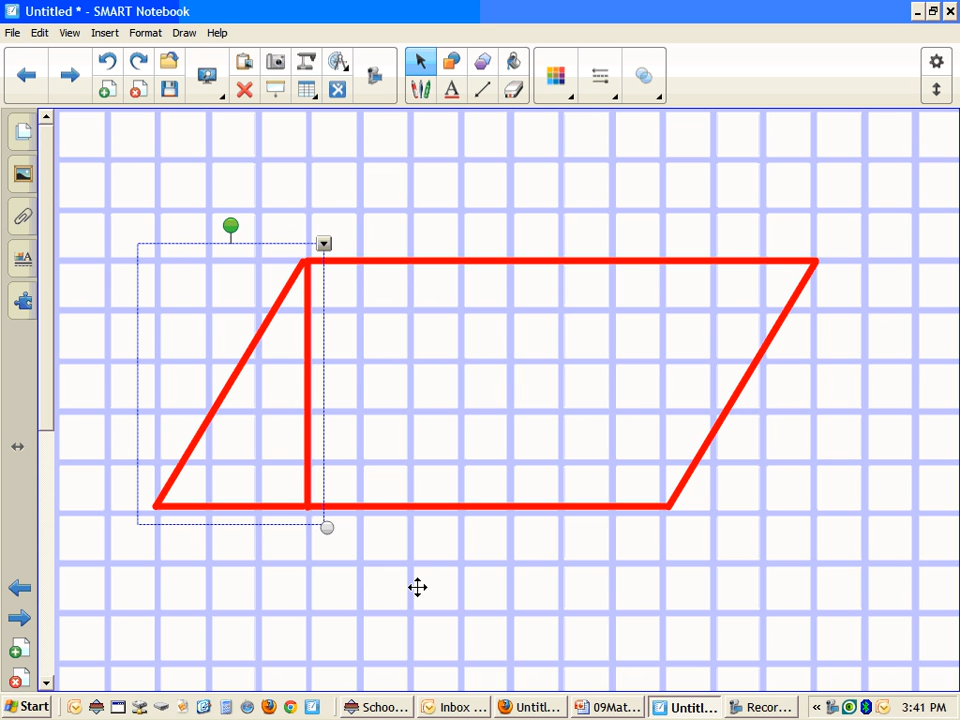 Untitled * - SMART Notebook
File Edit View Insert Format Draw Help
A
A
Start Schoo... Inbox ... Untitl... 09Mat... Untitl... Recor... « 3:41 PM